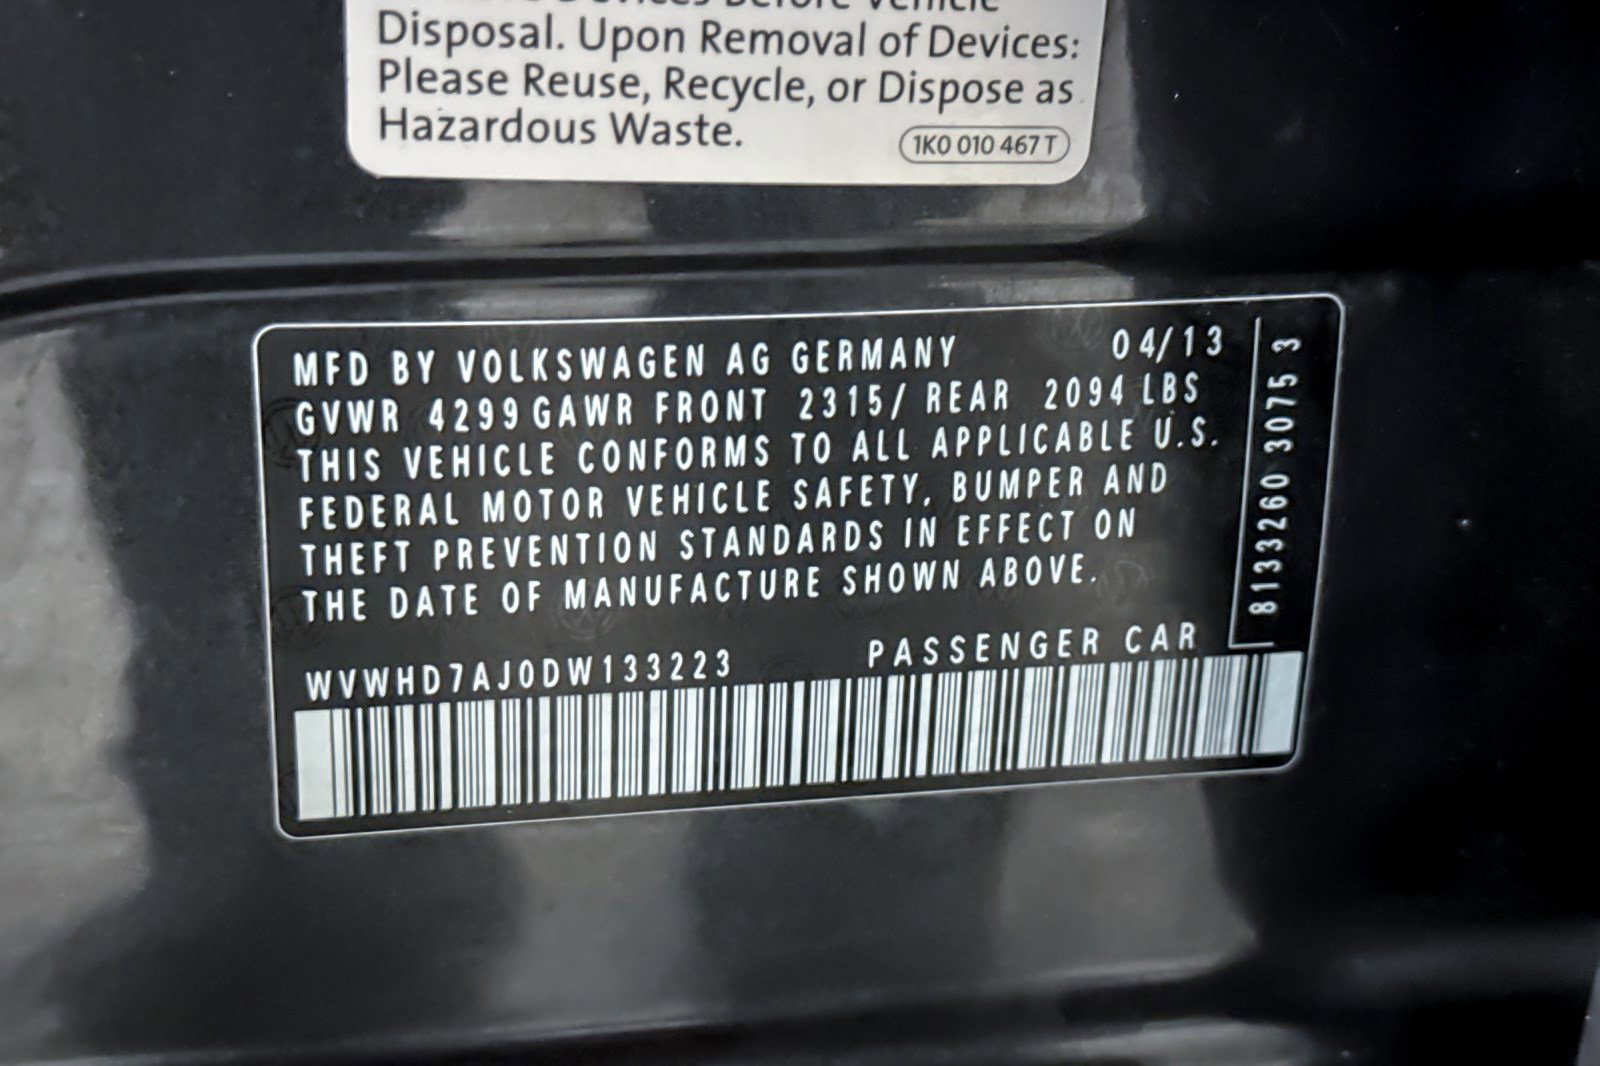 Devices Before Vehicle
Disposal. Upon Removal of Devices:
Please Reuse, Recycle, or Dispose as
Hazardous Waste.
1K0 010 467 T
MFD BY VOLKSWAGEN AG GERMANY 04/13
GVWR 4299 GAWR FRONT 2315/ REAR 2094 LBS
THIS VEHICLE CONFORMS TO ALL APPLICABLE U.S.
FEDERAL MOTOR VEHICLE SAFETY, BUMPER AND
THEFT PREVENTION STANDARDS IN EFFECT ON
THE DATE OF MANUFACTURE SHOWN ABOVE.
WVWHD7AJ0DW133223 PASSENGER CAR
8133260 3075 3